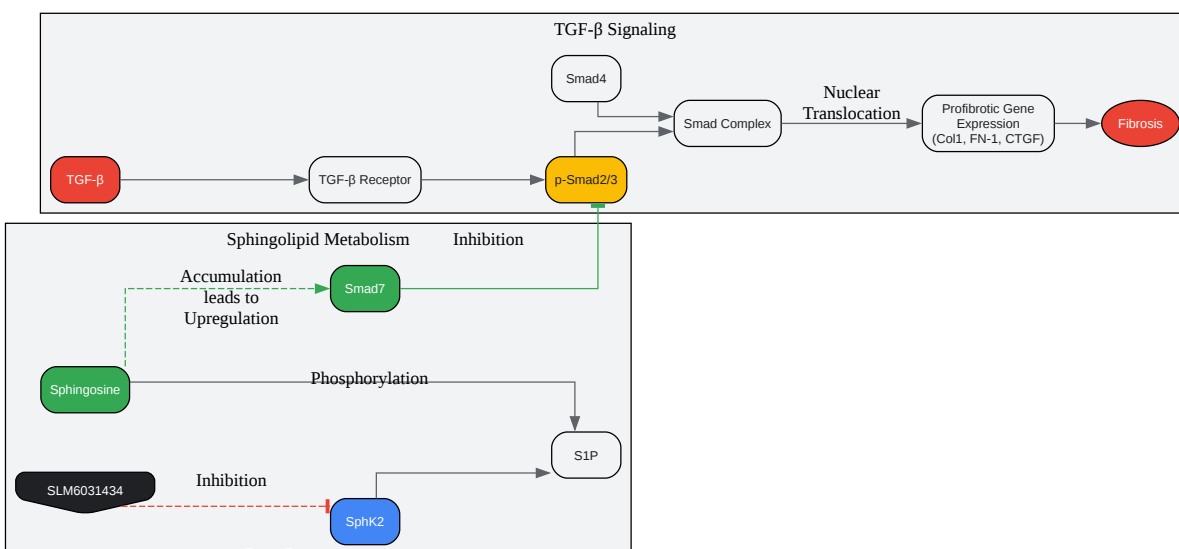 TGF-β Signaling
Smad4
Nuclear
Translocation
Smad Complex
Profibrotic Gene
Expression
(Col1, FN-1, CTGF)
Fibrosis
TGF-β
TGF-β Receptor
p-Smad2/3
Sphingolipid Metabolism
Inhibition
Accumulation
leads to
Upregulation
Smad7
Sphingosine
Phosphorylation
S1P
SLM6031434
Inhibition
SphK2